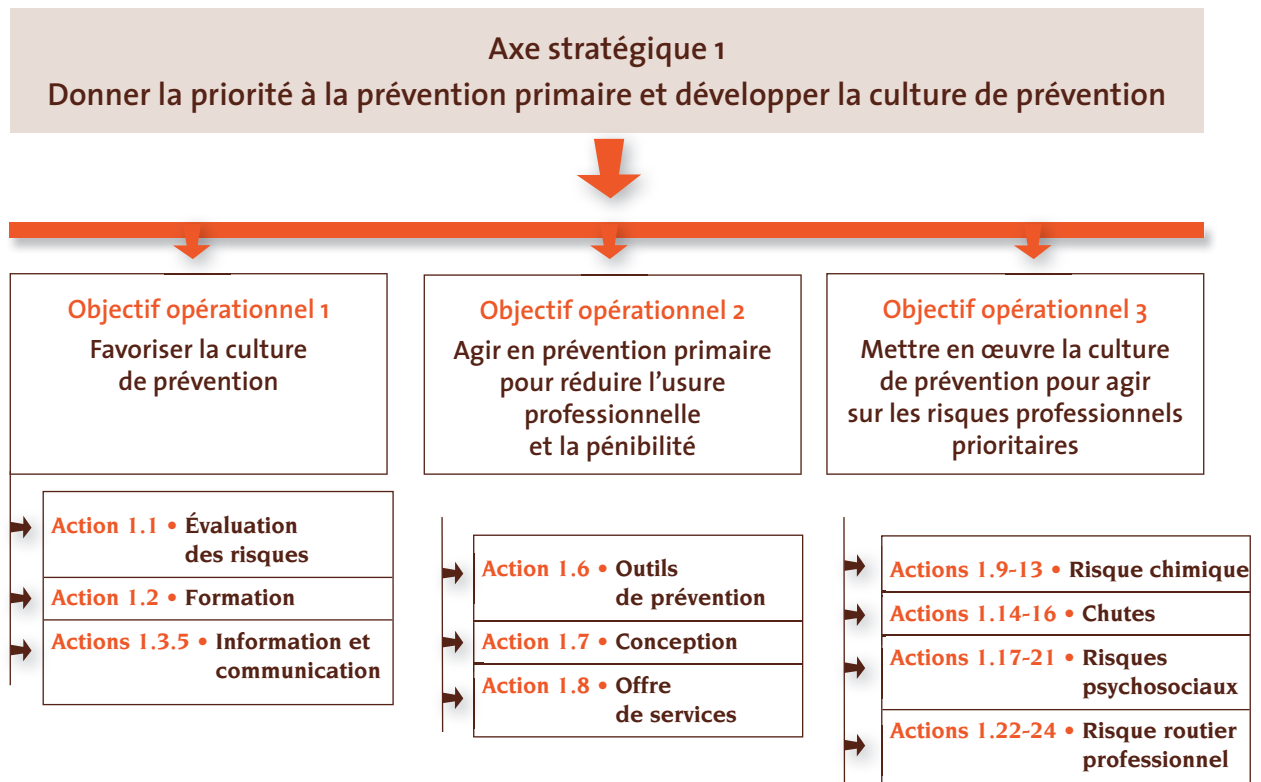 Axe stratégique 1
Donner la priorité à la prévention primaire et développer la culture de prévention
Objectif opérationnel 1
Favoriser la culture
de prévention
Action 1.1 • Évaluation
des risques
Action 1.2 • Formation
Actions 1.3.5 • Information et
communication
Objectif opérationnel 2
Agir en prévention primaire
pour réduire l’usure
professionnelle
et la pénibilité
Action 1.6 • Outils
de prévention
Action 1.7 • Conception
Action 1.8 • Offre
de services
Objectif opérationnel 3
Mettre en œuvre la culture
de prévention pour agir
sur les risques professionnels
prioritaires
Actions 1.9-13 • Risque chimique
Actions 1.14-16 • Chutes
Actions 1.17-21 • Risques
psychosociaux
Actions 1.22-24 • Risque routier
professionnel